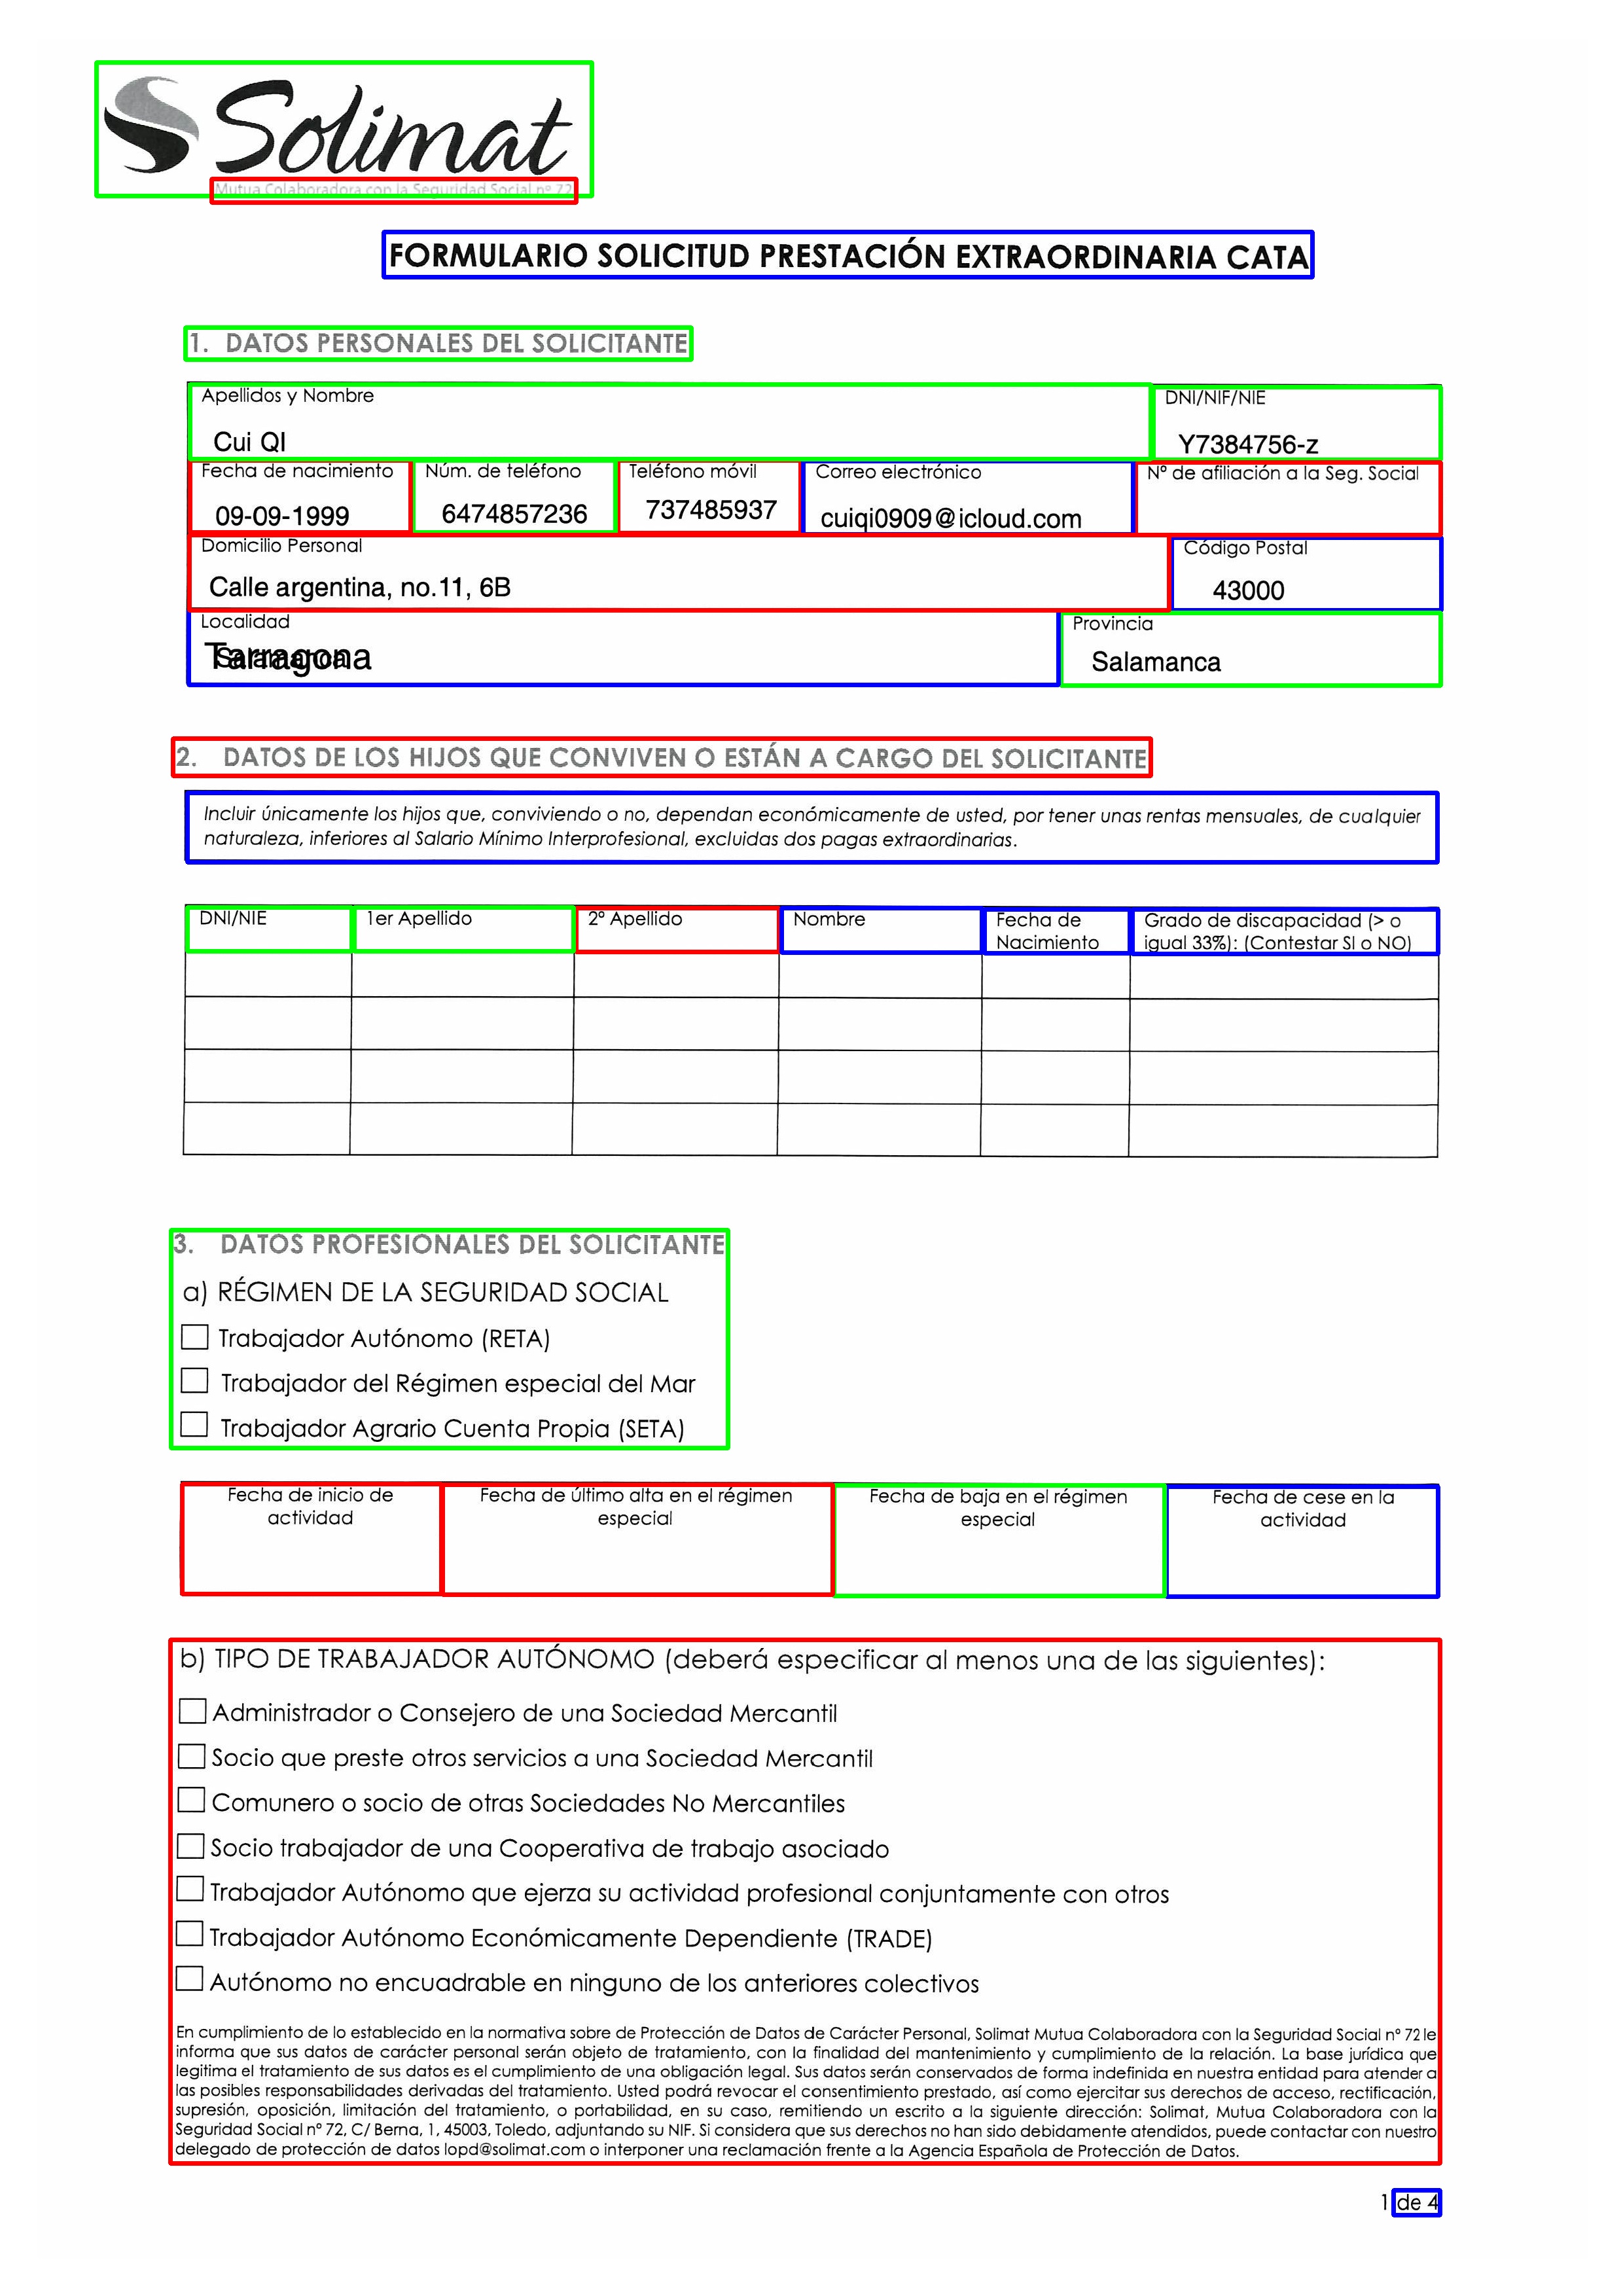 Solimat
Mutua Colaboradora con la Seguridad Social nº 72
FORMULARIO SOLICITUD PRESTACIÓN EXTRAORDINARIA CATA
1. DATOS PERSONALES DEL SOLICITANTE
Apellidos y Nombre
Cui QI
DNI/NIF/NIE
Y7384756-z
Fecha de nacimiento
09-09-1999
Núm. de teléfono
6474857236
Teléfono móvil
737485937
Correo electrónico
cuiqi0909@icloud.com
Nº de afiliación a la Seg. Social
Domicilio Personal
Calle argentina, no.11, 6B
Código Postal
43000
Localidad
Tarragona
Provincia
Salamanca
2. DATOS DE LOS HIJOS QUE CONVIVEN O ESTÁN A CARGO DEL SOLICITANTE
Incluir únicamente los hijos que, conviviendo o no, dependan económicamente de usted, por tener unas rentas mensuales, de cualquier
naturaleza, inferiores al Salario Mínimo Interprofesional, excluidas dos pagas extraordinarias.
DNI/NIE
1er Apellido
2º Apellido
Nombre
Fecha de
Nacimiento
Grado de discapacidad (> o
igual 33%): (Contestar SI o NO)
3. DATOS PROFESIONALES DEL SOLICITANTE
a) RÉGIMEN DE LA SEGURIDAD SOCIAL
Trabajador Autónomo (RETA)
Trabajador del Régimen especial del Mar
Trabajador Agrario Cuenta Propia (SETA)
Fecha de inicio de
actividad
Fecha de último alta en el régimen
especial
Fecha de baja en el régimen
especial
Fecha de cese en la
actividad
b) TIPO DE TRABAJADOR AUTÓNOMO (deberá especificar al menos una de las siguientes):
Administrador o Consejero de una Sociedad Mercantil
Socio que preste otros servicios a una Sociedad Mercantil
Comunero o socio de otras Sociedades No Mercantiles
Socio trabajador de una Cooperativa de trabajo asociado
Trabajador Autónomo que ejerza su actividad profesional conjuntamente con otros
Trabajador Autónomo Económicamente Dependiente (TRADE)
Autónomo no encuadrable en ninguno de los anteriores colectivos
En cumplimiento de lo establecido en la normativa sobre de Protección de Datos de Carácter Personal, Solimat Mutua Colaboradora con la Seguridad Social nº 72 le
informa que sus datos de carácter personal serán objeto de tratamiento, con la finalidad del mantenimiento y cumplimiento de la relación. La base jurídica que
legitima el tratamiento de sus datos es el cumplimiento de una obligación legal. Sus datos serán conservados de forma indefinida en nuestra entidad para atender a
las posibles responsabilidades derivadas del tratamiento. Usted podrá revocar el consentimiento prestado, así como ejercitar sus derechos de acceso, rectificación,
supresión, oposición, limitación del tratamiento, o portabilidad, en su caso, remitiendo un escrito a la siguiente dirección: Solimat, Mutua Colaboradora con la
Seguridad Social nº 72, C/ Berna, 1, 45003, Toledo, adjuntando su NIF. Si considera que sus derechos no han sido debidamente atendidos, puede contactar con nuestro
delegado de protección de datos lopd@solimat.com o interponer una reclamación frente a la Agencia Española de Protección de Datos.
1 de 4